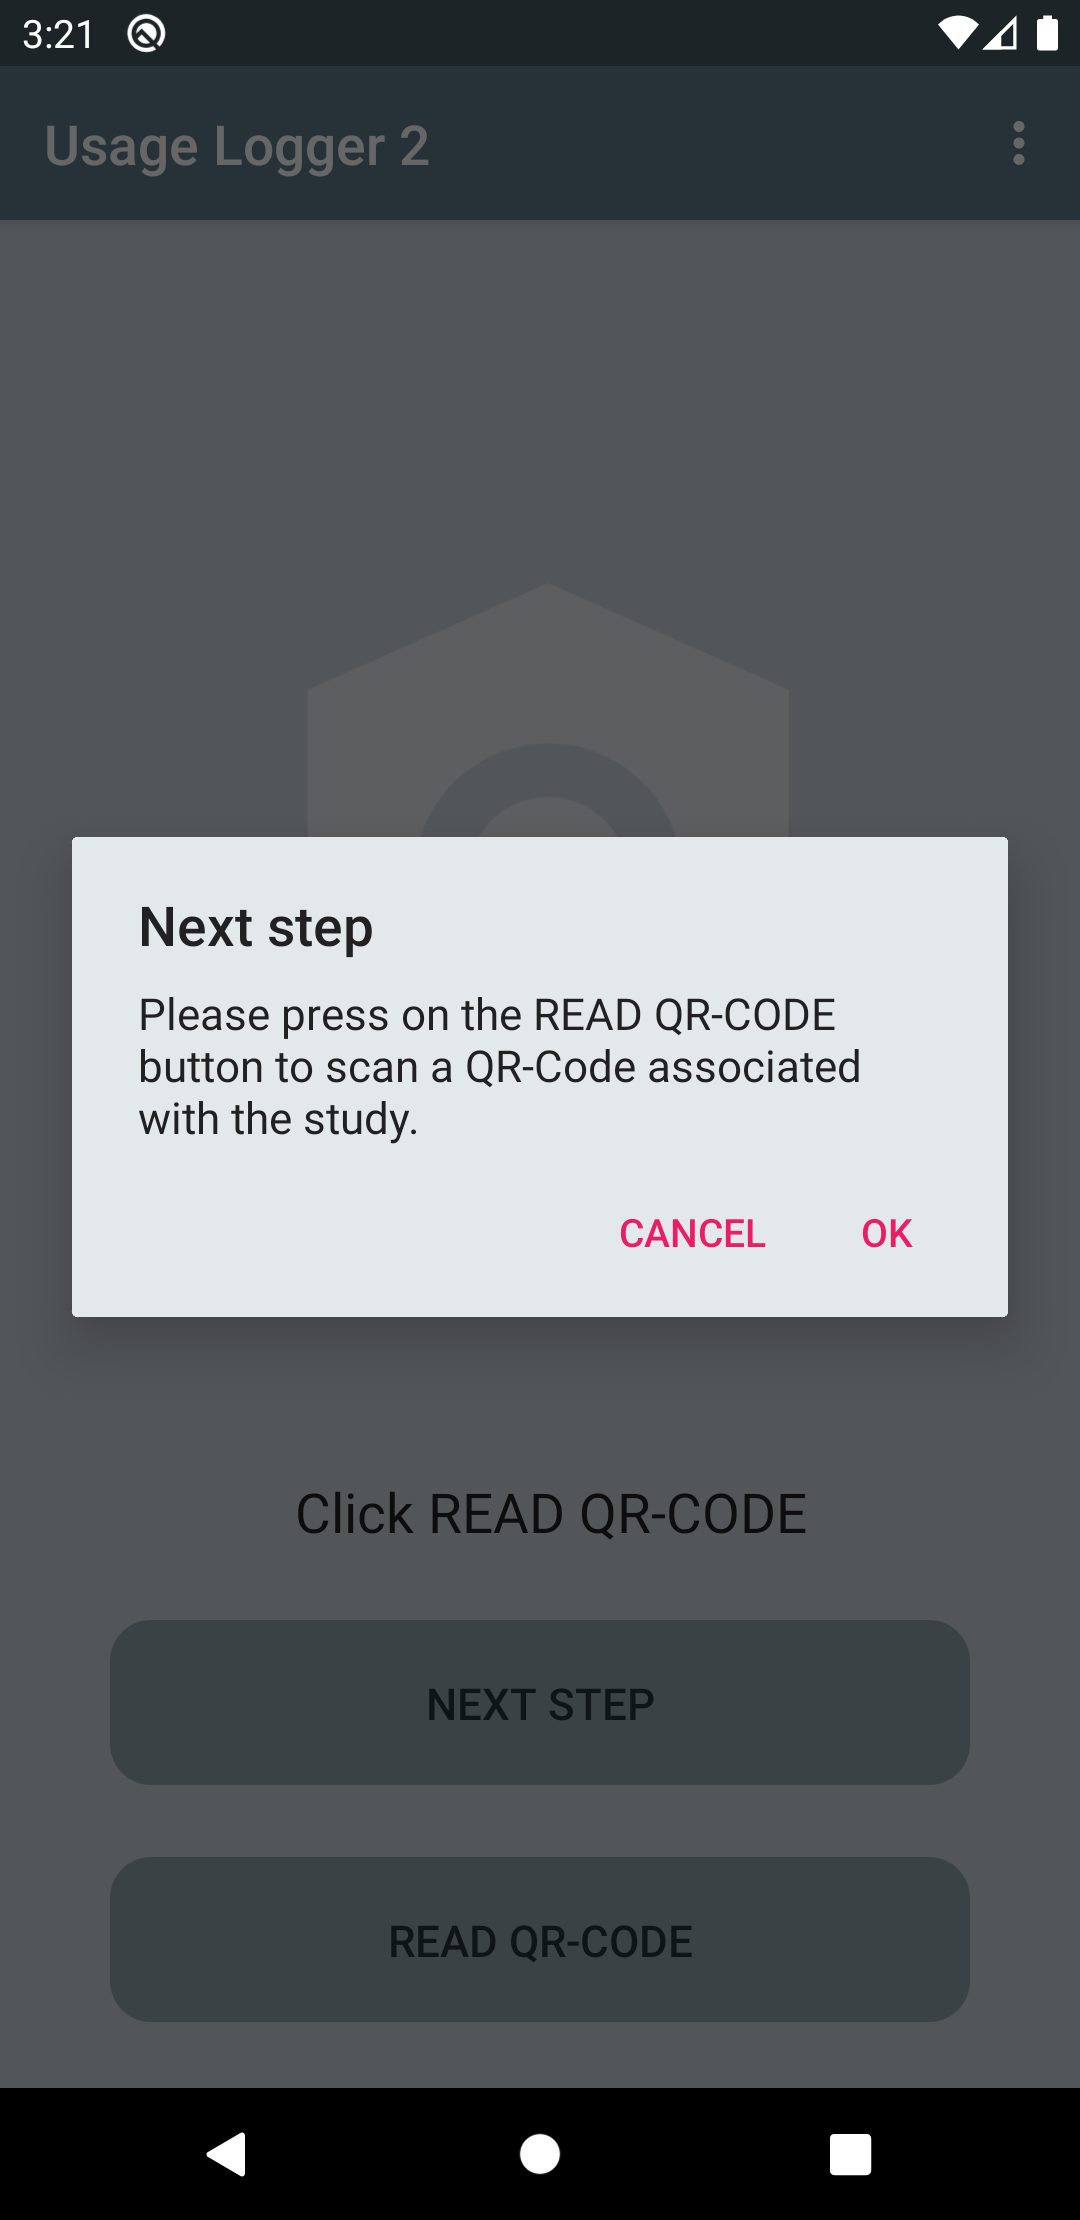 3:21
Usage Logger 2
Next step
Please press on the READ QR-CODE
button to scan a QR-Code associated
with the study.
CANCEL OK
Click READ QR-CODE
NEXT STEP
READ QR-CODE